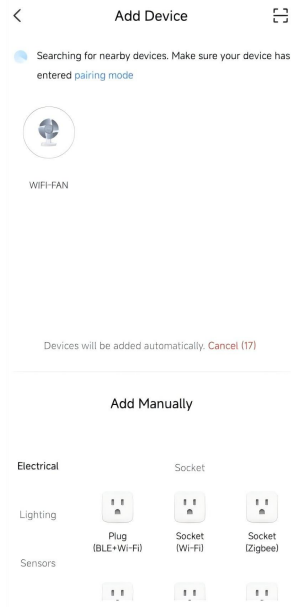 Add Device
Searching for nearby devices. Make sure your device has
entered pairing mode
WIFI-FAN
Devices will be added automatically. Cancel (17)
Add Manually
Electrical
Socket
Lighting
Plug
(BLE+Wi-Fi)
Socket
(Wi-Fi)
Socket
(Zigbee)
Sensors